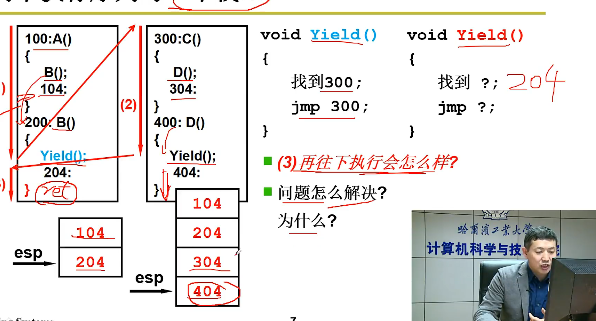 100:A()
{
B();
104:
}
200: B()
{
Yield();
204:
}
ret
(2)
300:C()
{
D();
304:
}
400: D()
{
Yield();
404:
}
esp
104
204
esp
104
204
304
404
void Yield()
{
找到300;
jmp 300;
}
void Yield()
{
找到 ?; 204
jmp ?;
}
(3)再往下执行会怎么样?
问题怎么解决?
为什么?
哈尔滨工业大学
计算机科学与技
7